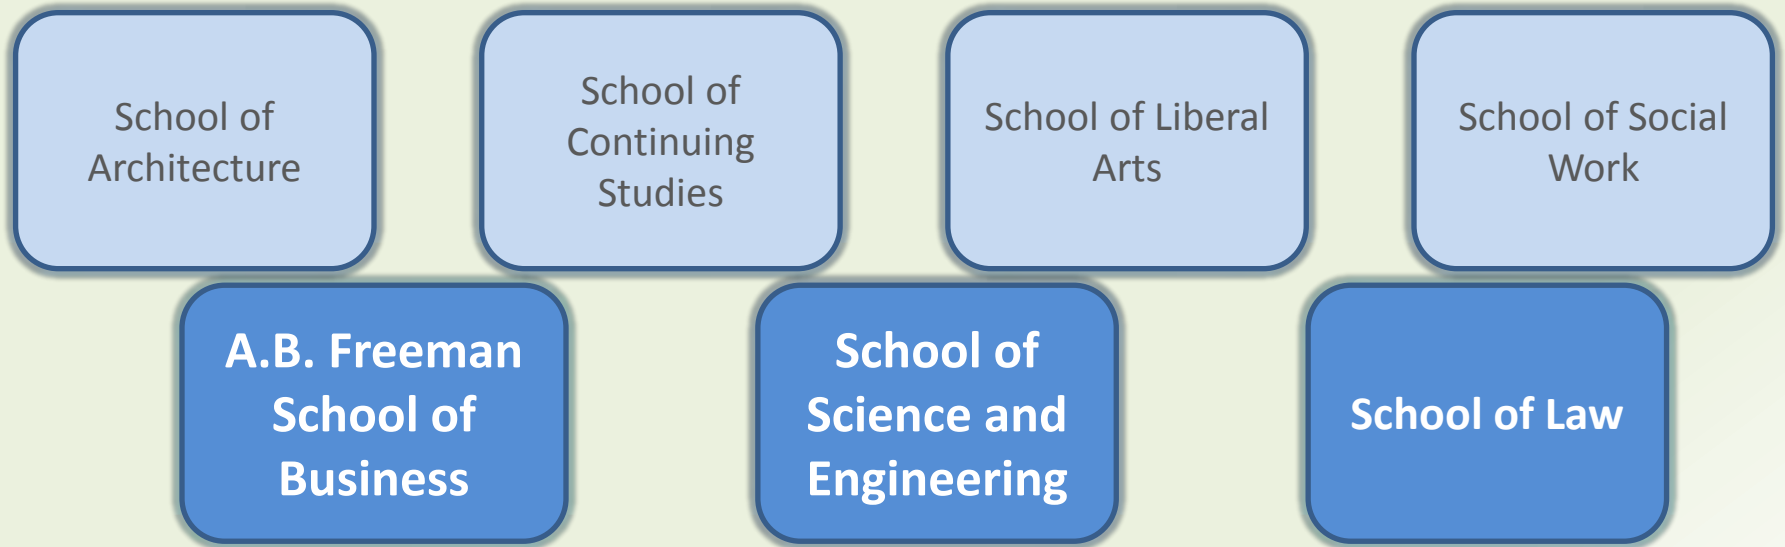 School of
Architecture
School of
Continuing
Studies
School of Liberal
Arts
School of Social
Work
A.B. Freeman
School of
Business
School of
Science and
Engineering
School of Law